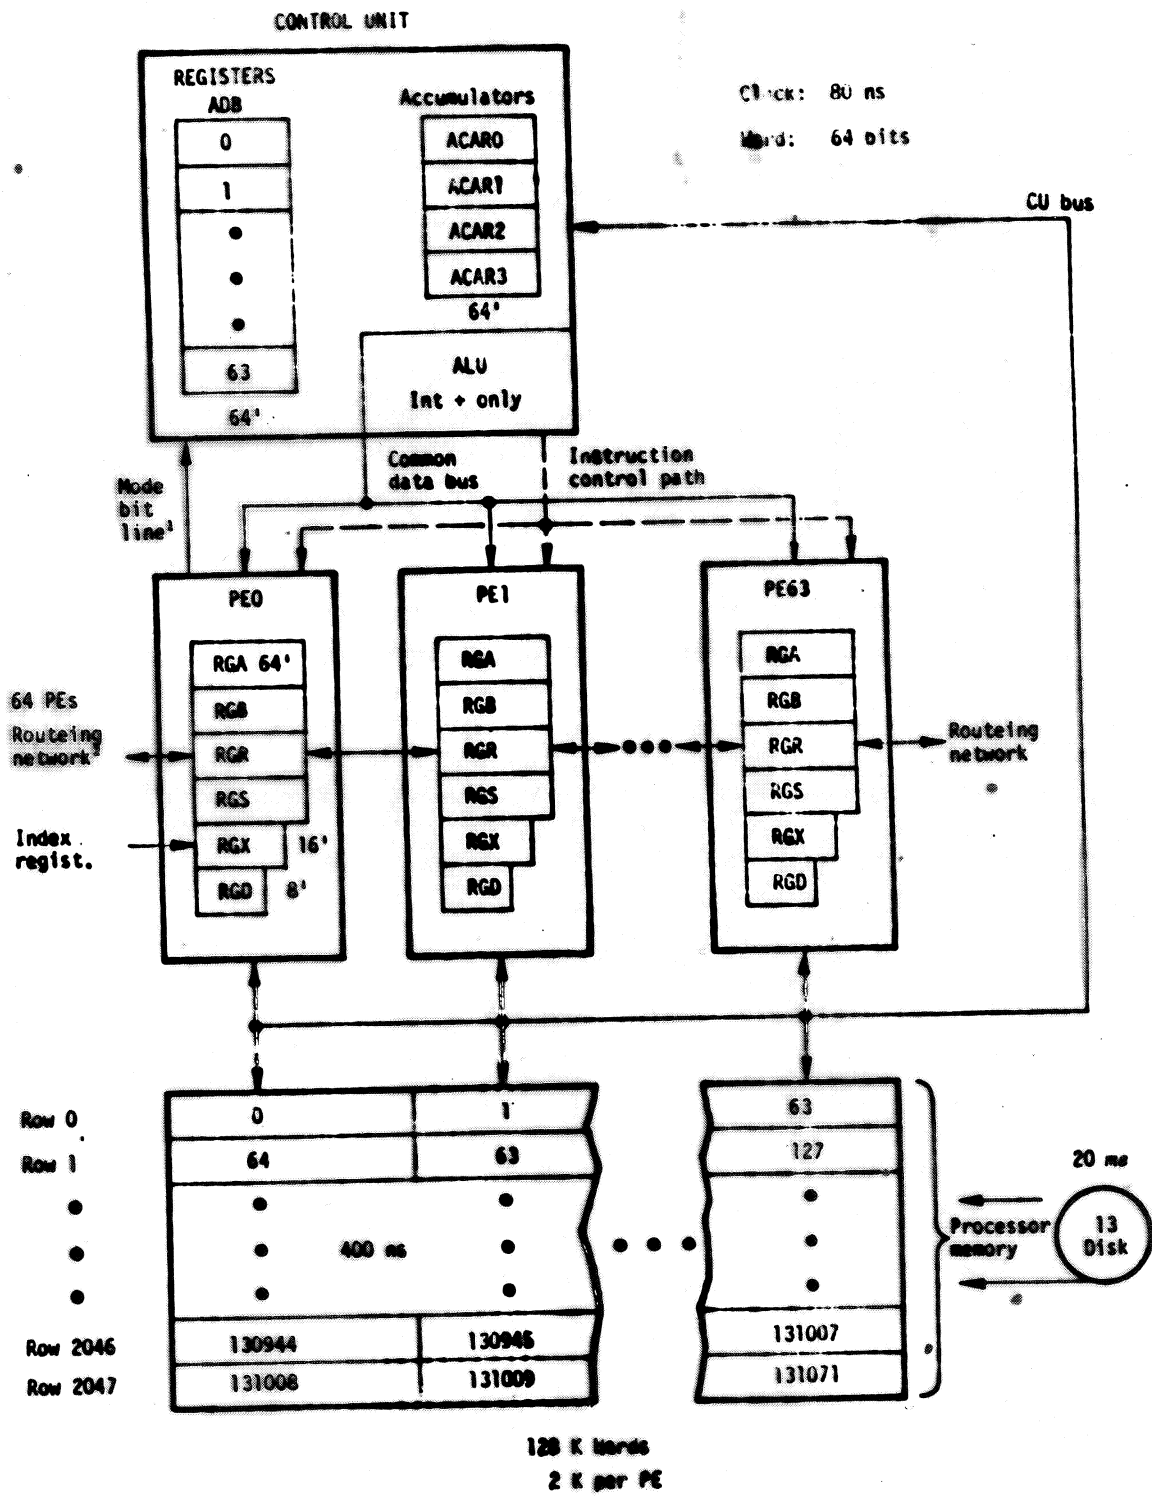 CONTROL UNIT
REGISTERS
ADB
0
1
63
64'
Accumulators
ACAR0
ACAR1
ACAR2
ACAR3
64'
ALU
Int + only
Clock: 80 ns
Word: 64 bits
CU bus
Mode
bit
line¹
Common
data bus
Instruction
control path
PE0
RGA 64'
RGB
RGR
RGS
RGX 16'
RGD 8'
PE1
RGA
RGB
RGR
RGS
RGX
RGD
PE63
RGA
RGB
RGR
RGS
RGX
RGD
64 PEs
Routeing
network
Index
regist.
Routeing
network
Row 0 0 1 63
Row 1 64 63 127
400 ns
Row 2046 130944 130945 131007
Row 2047 131008 131009 131071
Processor
memory
20 ms
13
Disk
128 K Words
2 K per PE